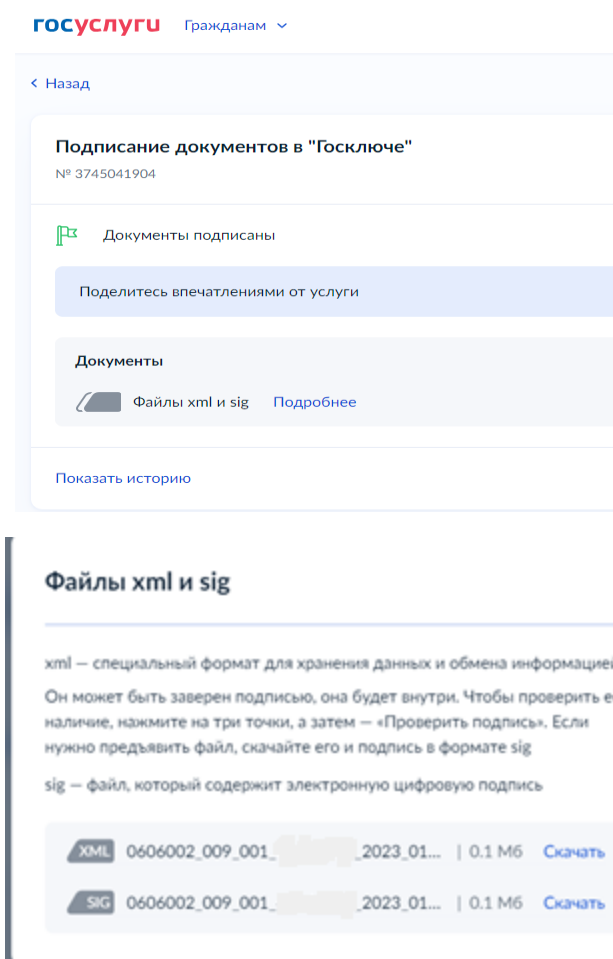 госуслуги Гражданам
Назад
Подписание документов в "Госключе"
№ 3745041904
Документы подписаны
Поделитесь впечатлениями от услуги
Документы
Файлы xml и sig Подробнее
Показать историю
Файлы xml и sig
xml — специальный формат для хранения данных и обмена информацией
Он может быть заверен подписью, она будет внутри. Чтобы проверить е
наличие, нажмите на три точки, а затем — «Проверить подпись». Если
нужно предъявить файл, скачайте его и подпись в формате sig
sig — файл, который содержит электронную цифровую подпись
XML 0606002_009_001_ _2023_01... | 0.1 Мб Скачать
SIG 0606002_009_001_ _2023_01... | 0.1 Мб Скачать